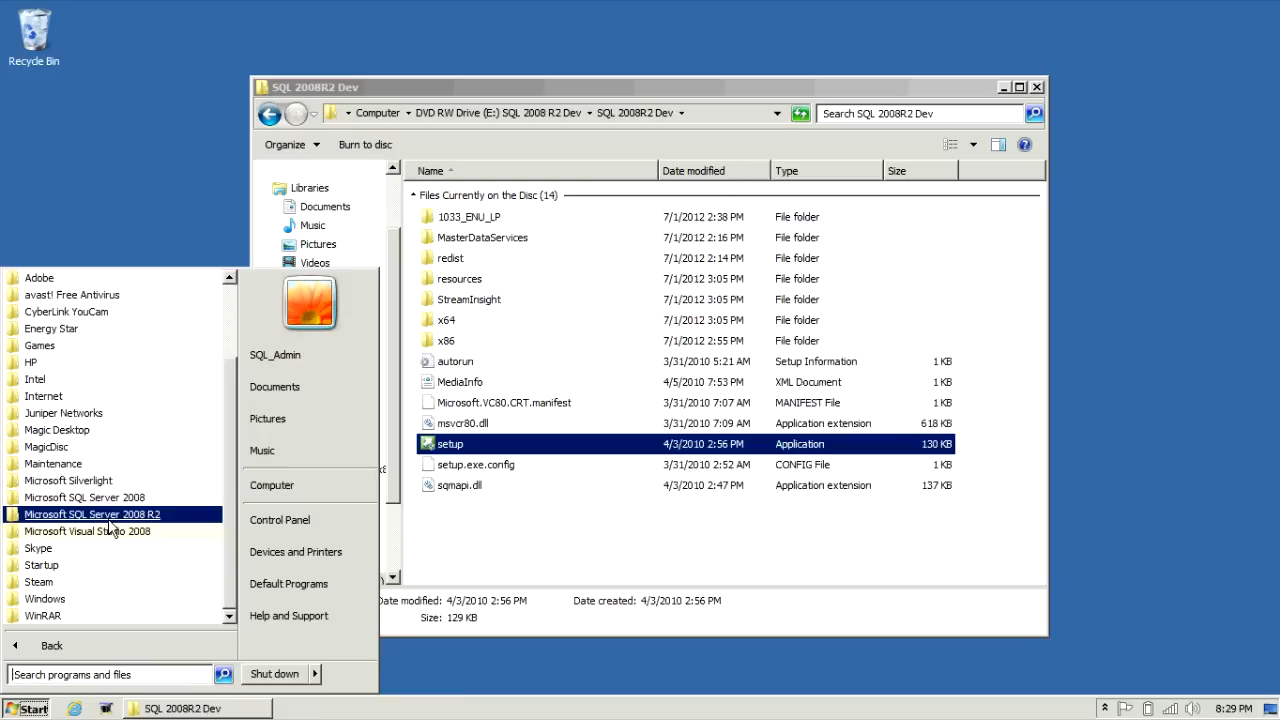 Recycle Bin
SQL 2008R2 Dev
Computer DVD RW Drive (E:) SQL 2008 R2 Dev SQL 2008R2 Dev
Search SQL 2008R2 Dev
Organize
Burn to disc
Libraries
Documents
Music
Pictures
Videos
Name Date modified Type Size
Files Currently on the Disc (14)
1033_ENU_LP 7/1/2012 2:38 PM File folder
MasterDataServices 7/1/2012 2:16 PM File folder
redist 7/1/2012 2:14 PM File folder
resources 7/1/2012 3:05 PM File folder
StreamInsight 7/1/2012 3:05 PM File folder
x64 7/1/2012 3:05 PM File folder
x86 7/1/2012 2:55 PM File folder
autorun 3/31/2010 5:21 AM Setup Information 1 KB
MediaInfo 4/5/2010 7:53 PM XML Document 1 KB
Microsoft.VC80.CRT.manifest 3/31/2010 7:07 AM MANIFEST File 1 KB
msvcr80.dll 3/31/2010 7:09 AM Application extension 618 KB
setup 4/3/2010 2:56 PM Application 130 KB
setup.exe.config 3/31/2010 2:52 AM CONFIG File 1 KB
sqmapi.dll 4/3/2010 2:47 PM Application extension 137 KB
Date modified: 4/3/2010 2:56 PM
Date created: 4/3/2010 2:56 PM
Size: 129 KB
Adobe
avast! Free Antivirus
CyberLink YouCam
Energy Star
Games
HP
Intel
Internet
Juniper Networks
Magic Desktop
MagicDisc
Maintenance
Microsoft Silverlight
Microsoft SQL Server 2008
Microsoft SQL Server 2008 R2
Microsoft Visual Studio 2008
Skype
Startup
Steam
Windows
WinRAR
Back
Search programs and files
SQL_Admin
Documents
Pictures
Music
Computer
Control Panel
Devices and Printers
Default Programs
Help and Support
Shut down
Start
SQL 2008R2 Dev
8:29 PM